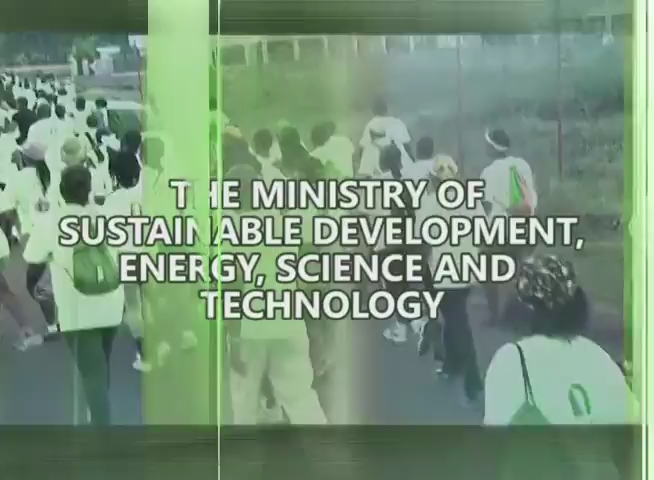 THE MINISTRY OF
SUSTAINABLE DEVELOPMENT,
ENERGY, SCIENCE AND
TECHNOLOGY